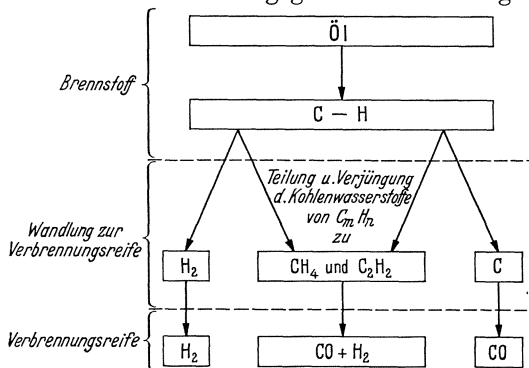 Öl
Brennstoff
C — H
Teilung u. Verjüngung
d. Kohlenwasserstoffe
von CₘHₙ
zu
Wandlung zur
Verbrennungsreife
H₂
CH₄ und C₂H₂
C
Verbrennungsreife
H₂
CO + H₂
CO